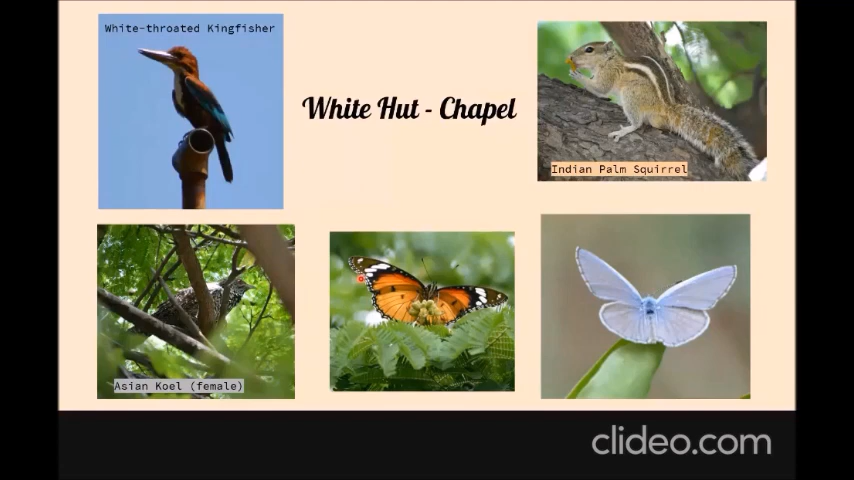 White-throated Kingfisher
White Hut - Chapel
Indian Palm Squirrel
Asian Koel (female)
clideo.com